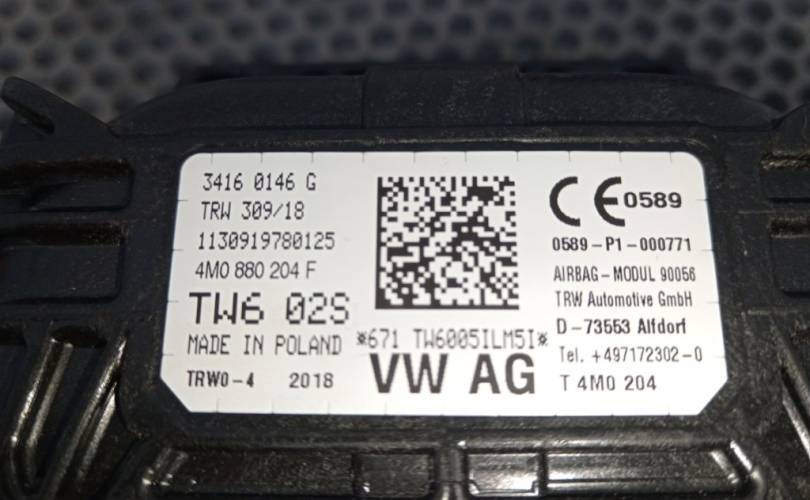 3416 0146 G
TRW 309/18
1130919780125
4M0 880 204 F
TW6 02S
MADE IN POLAND
TRW0-4 2018
*671 TW6005ILM5I*
VW AG
CE 0589
0589-P1-000771
AIRBAG-MODUL 90056
TRW Automotive GmbH
D-73553 Alfdorf
Tel. +497172302-0
T 4M0 204